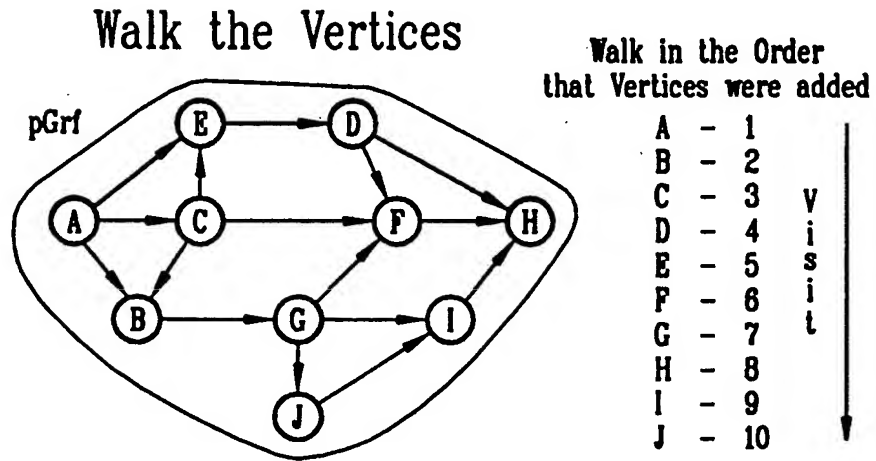 Walk the Vertices
pGrf
E
D
A
C
F
H
B
G
I
J
Walk in the Order
that Vertices were added
A - 1
B - 2
C - 3
D - 4
E - 5
F - 6
G - 7
H - 8
I - 9
J - 10
Visit